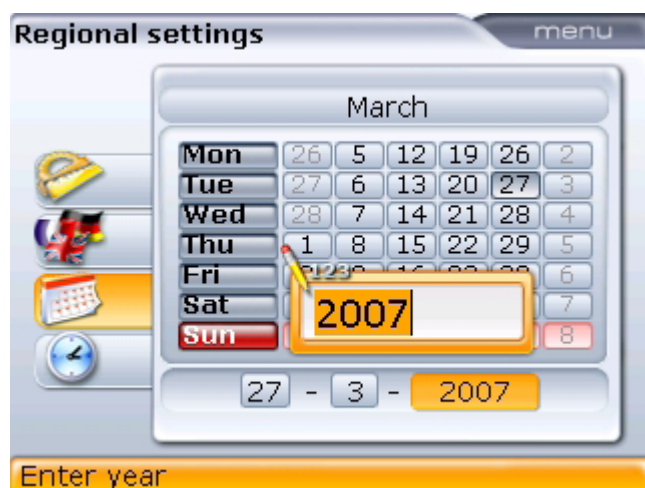 Regional settings
menu
March
Mon 26 5 12 19 26 2
Tue 27 6 13 20 27 3
Wed 28 7 14 21 28 4
Thu 1 8 15 22 29 5
Fri 6
123
Sat 7
2007
Sun 8
27 - 3 - 2007
Enter year